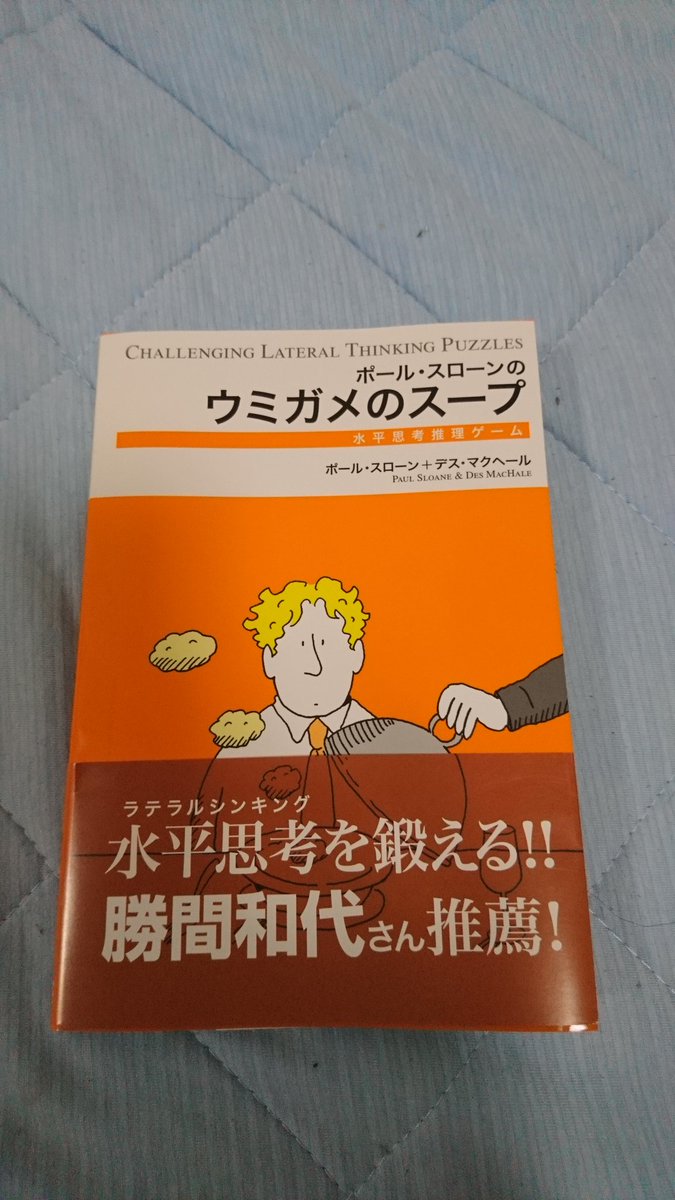 CHALLENGING LATERAL THINKING PUZZLES
ポール・スローンの
ウミガメのスープ
水平思考推理ゲーム
ポール・スローン+デス・マクヘール
PAUL SLOANE & DES MACHALE
ラテラルシンキング
水平思考を鍛える!!
勝間和代さん推薦!